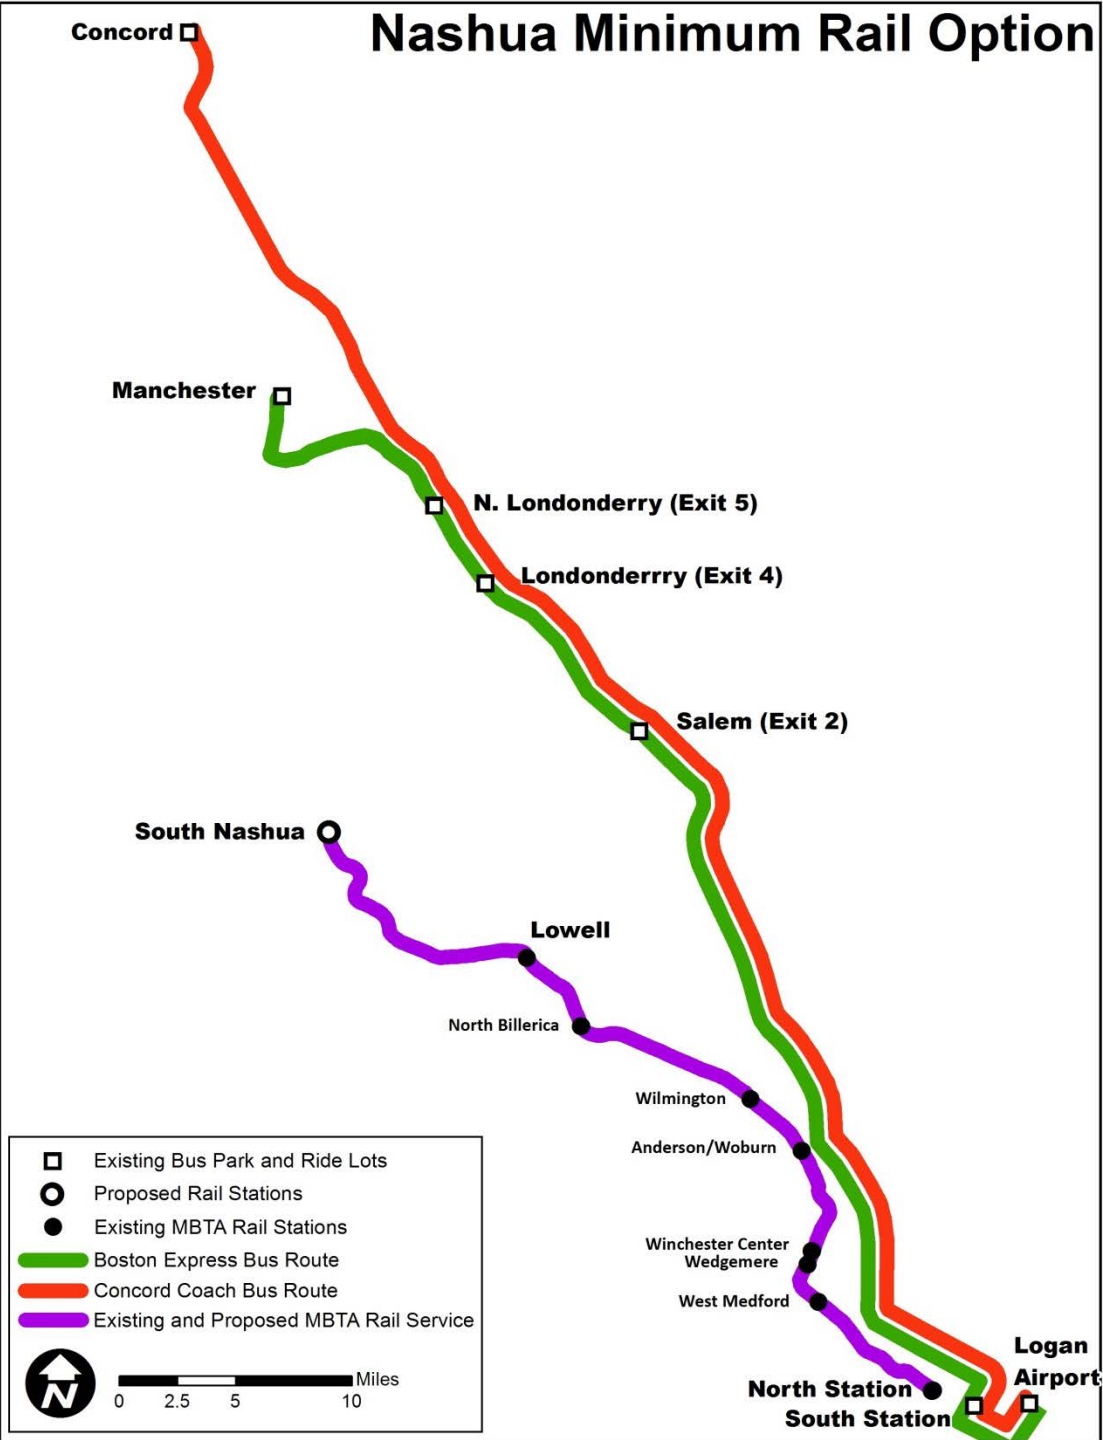 Nashua Minimum Rail Option
Concord
Manchester
N. Londonderry (Exit 5)
Londonderrry (Exit 4)
Salem (Exit 2)
South Nashua
Lowell
North Billerica
Wilmington
Anderson/Woburn
Winchester Center
Wedgemere
West Medford
Logan
Airport
North Station
South Station
Existing Bus Park and Ride Lots
Proposed Rail Stations
Existing MBTA Rail Stations
Boston Express Bus Route
Concord Coach Bus Route
Existing and Proposed MBTA Rail Service
N
Miles
0 2.5 5 10